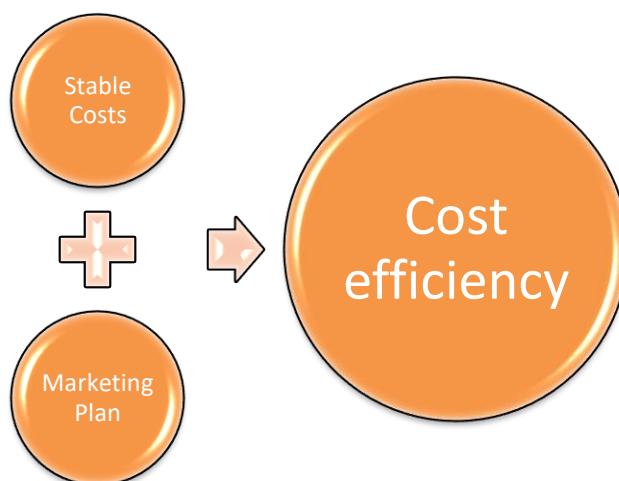 Stable
Costs
Marketing
Plan
Cost
efficiency